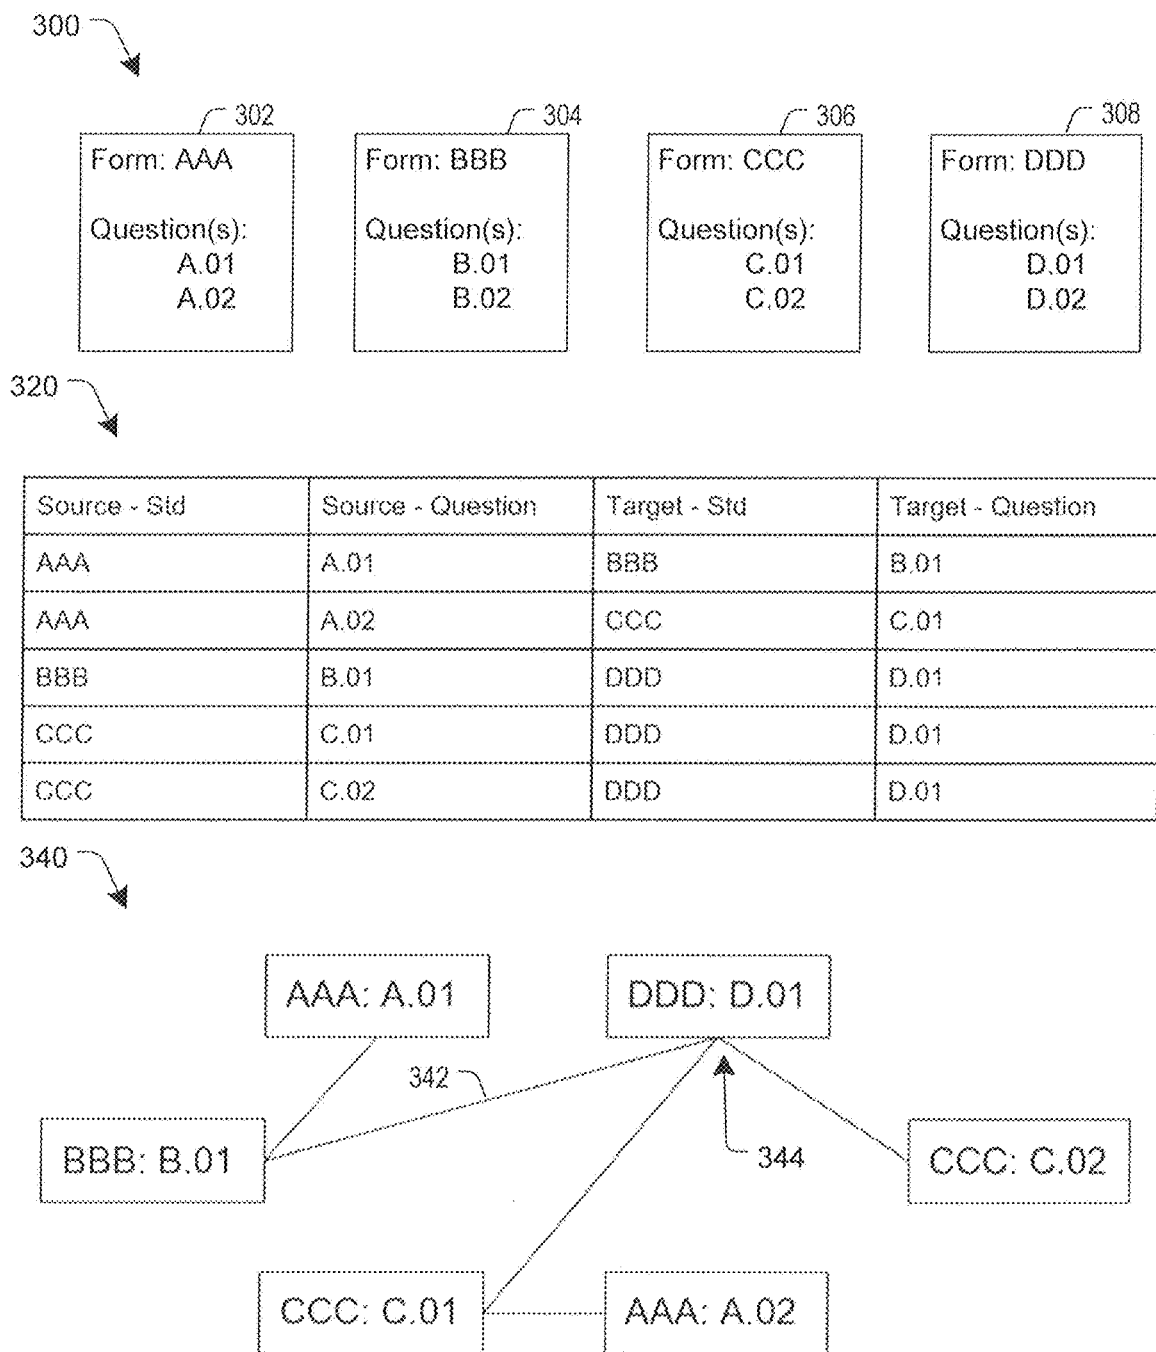 300
302 304 306 308
Form: AAA Form: BBB Form: CCC Form: DDD
Question(s): Question(s): Question(s): Question(s):
A.01 B.01 C.01 D.01
A.02 B.02 C.02 D.02
320
Source - Std Source - Question Target - Std Target - Question
AAA A.01 BBB B.01
AAA A.02 CCC C.01
BBB B.01 DDD D.01
CCC C.01 DDD D.01
CCC C.02 DDD D.01
340
AAA: A.01 DDD: D.01
342
BBB: B.01 344 CCC: C.02
CCC: C.01 AAA: A.02